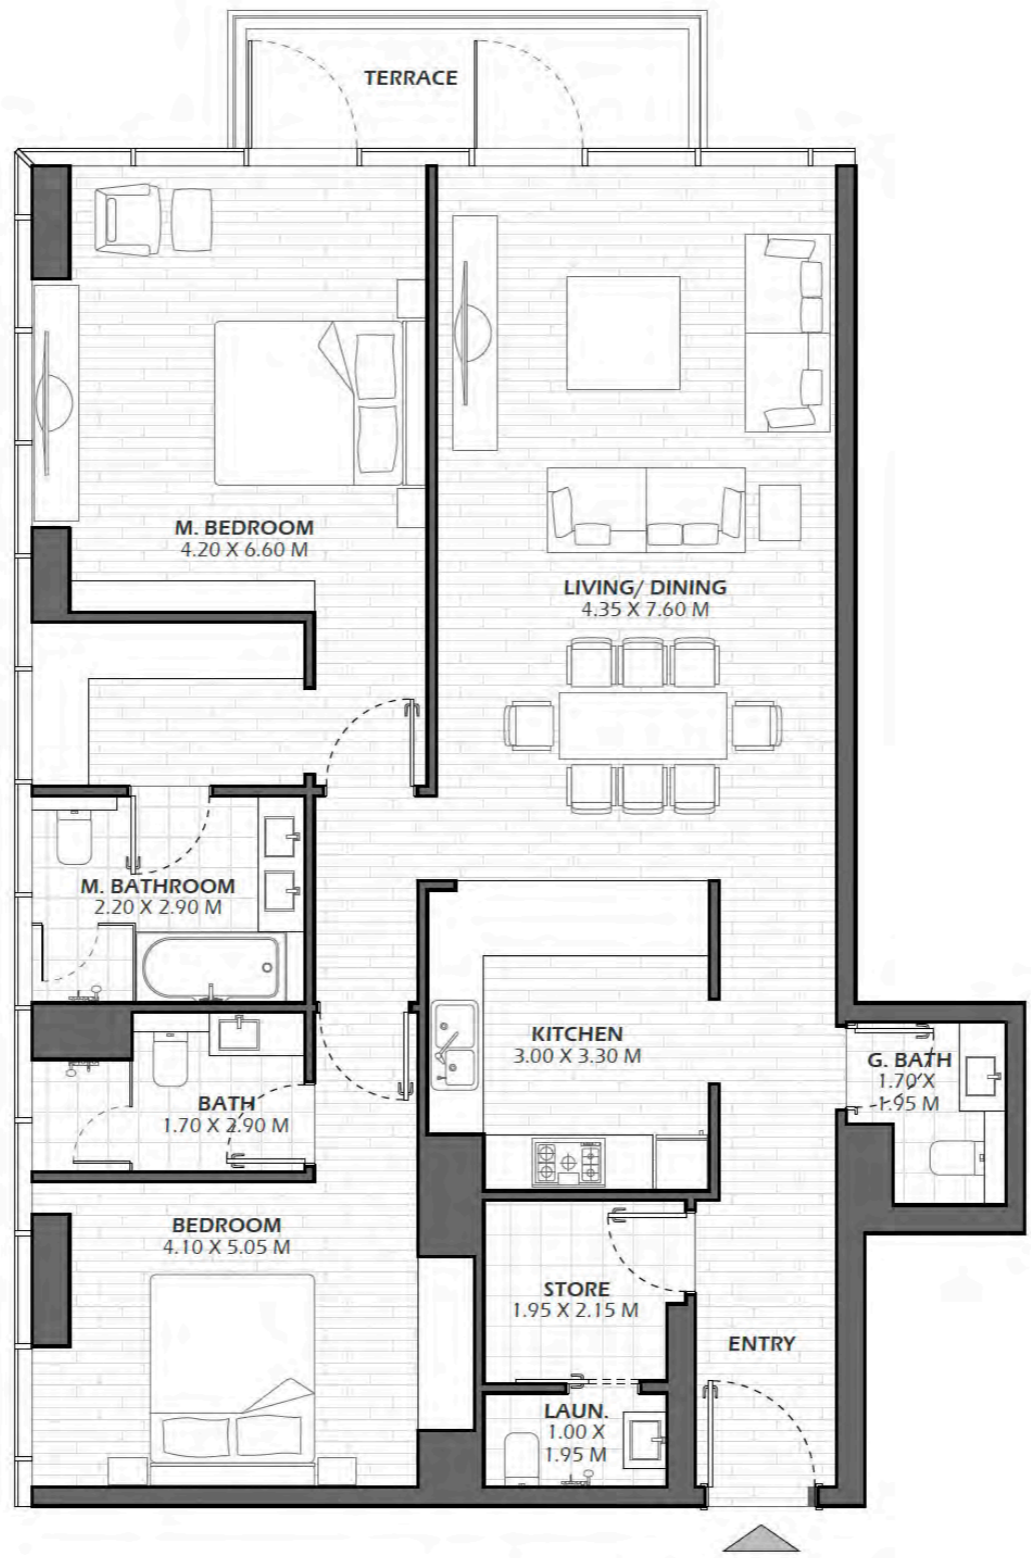 TERRACE
M. BEDROOM
4.20 X 6.60 M
LIVING/ DINING
4.35 X 7.60 M
M. BATHROOM
2.20 X 2.90 M
KITCHEN
3.00 X 3.30 M
G. BATH
1.70 X
1.95 M
BATH
1.70 X 2.90 M
BEDROOM
4.10 X 5.05 M
STORE
1.95 X 2.15 M
ENTRY
LAUN.
1.00 X
1.95 M